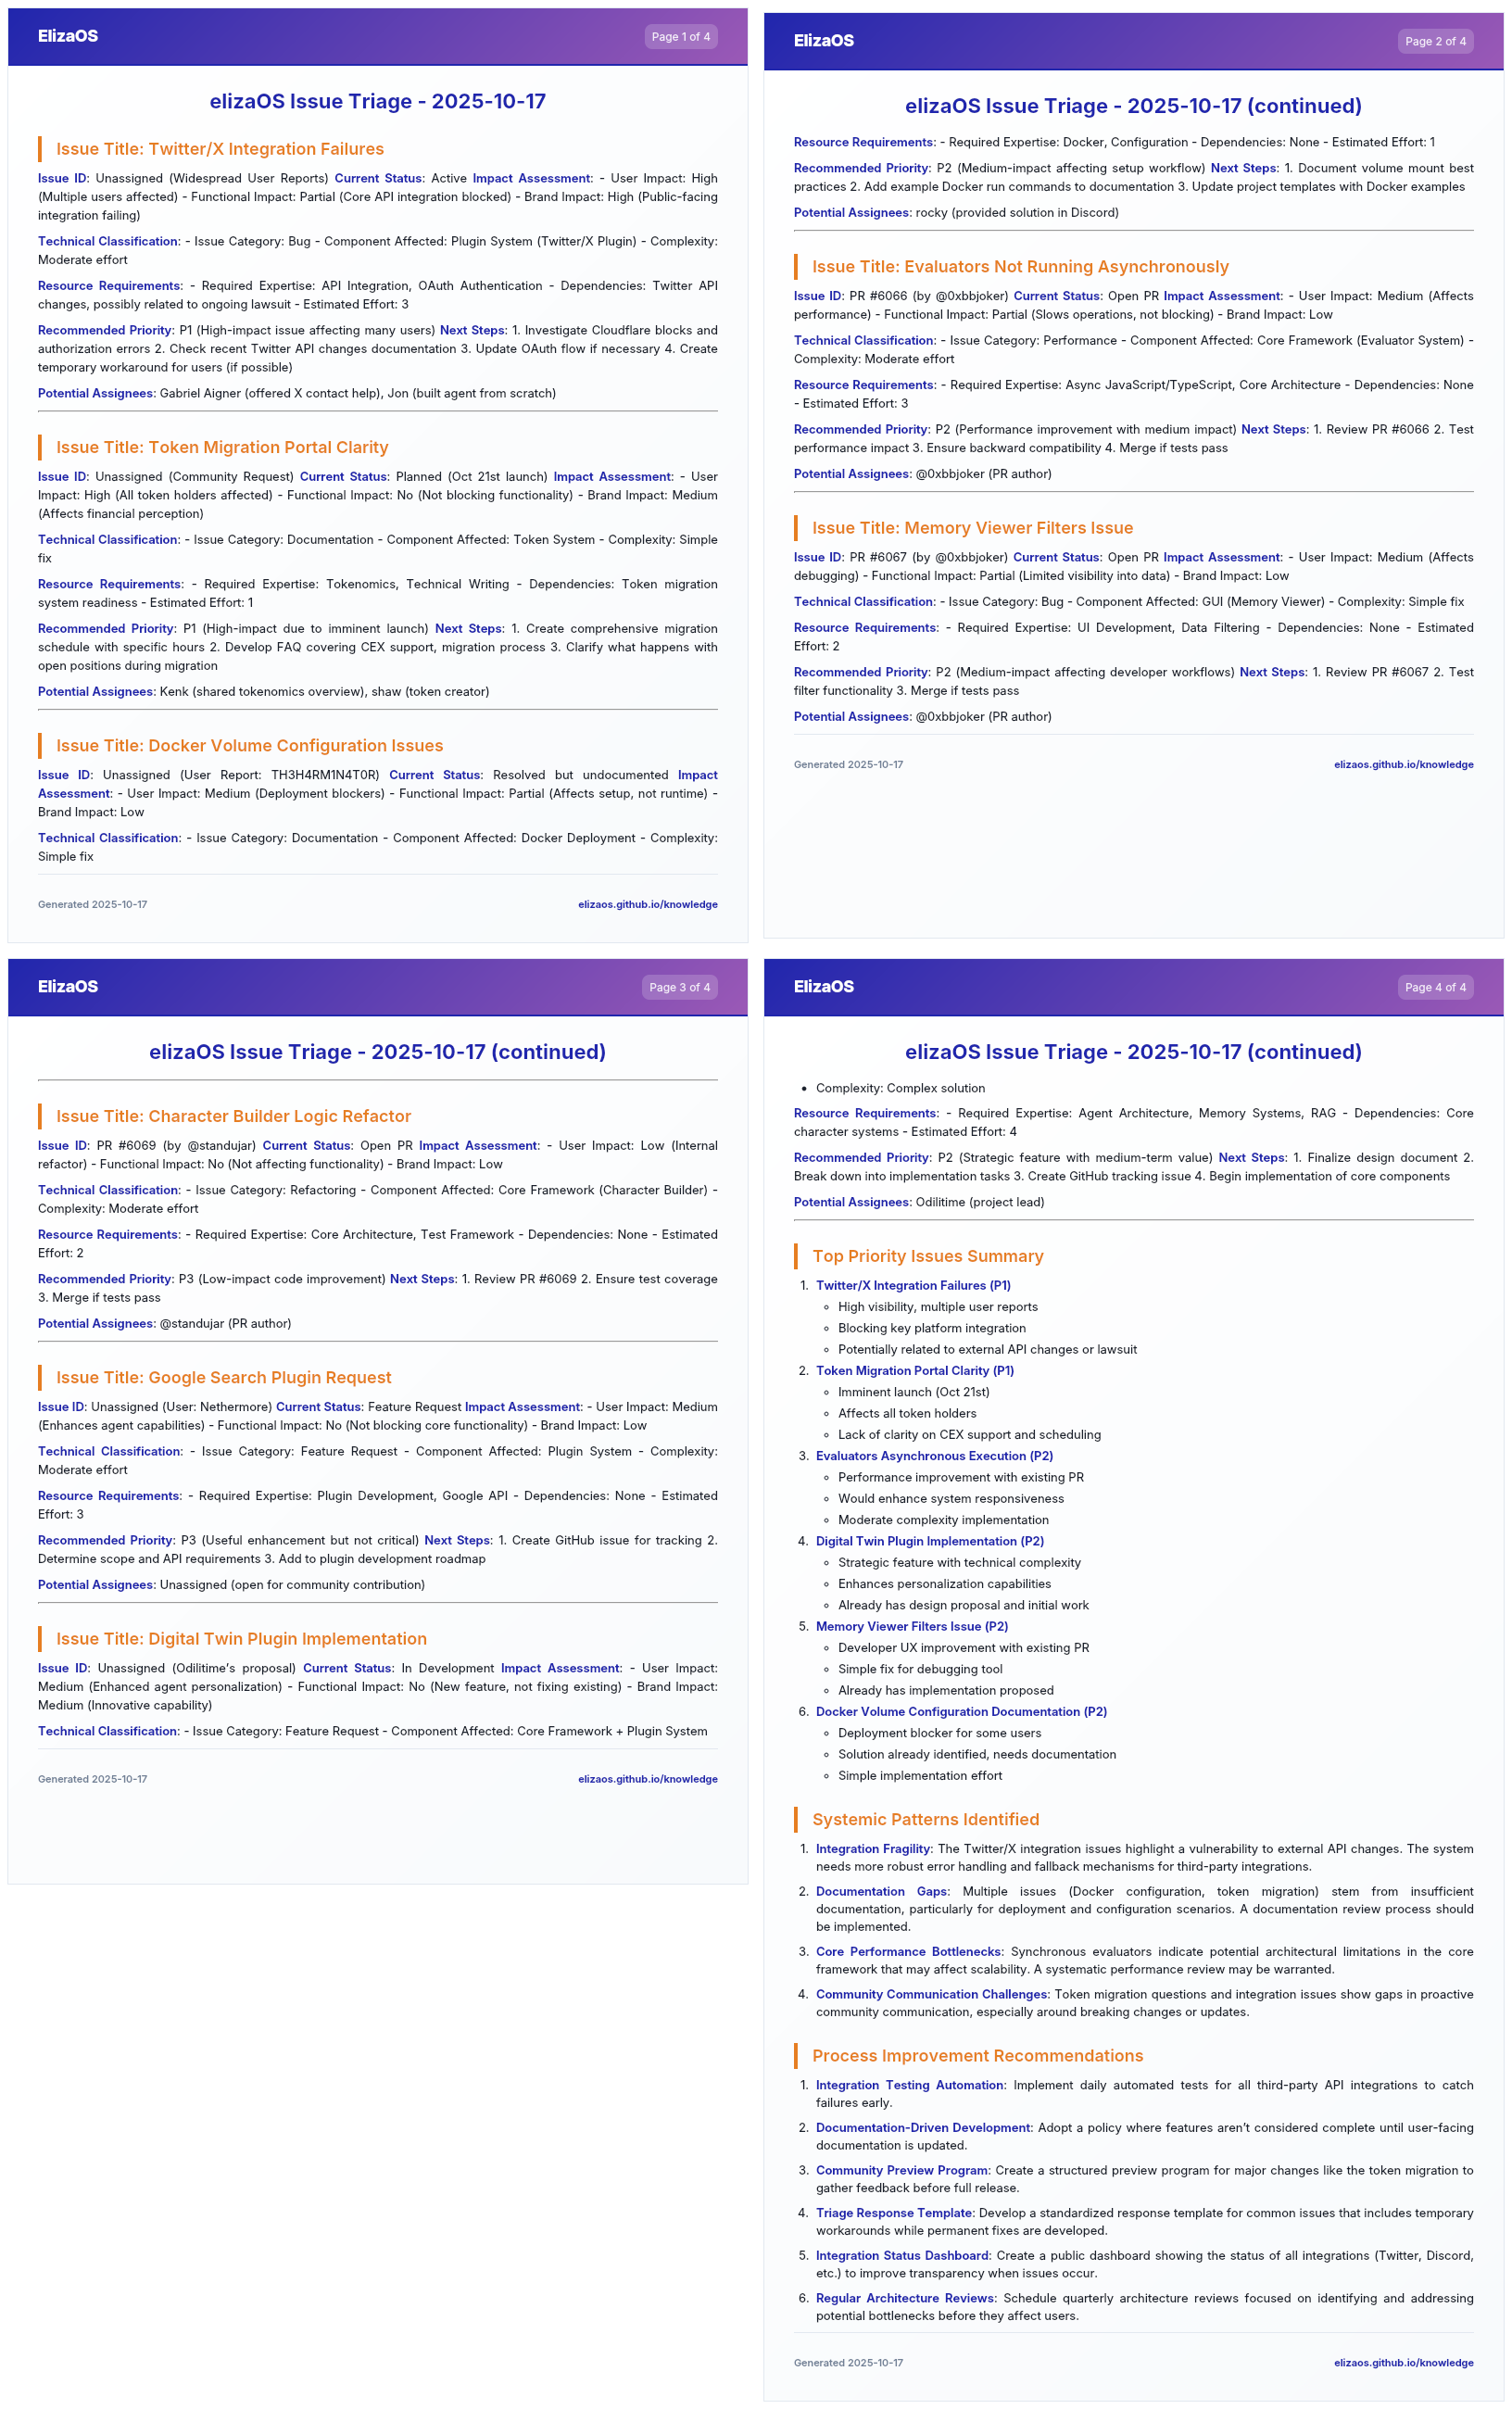 ElizaOS
Page 1 of 4
elizaOS Issue Triage - 2025-10-17
Issue Title: Twitter/X Integration Failures
Issue ID: Unassigned (Widespread User Reports) Current Status: Active Impact Assessment: - User Impact: High
(Multiple users affected) - Functional Impact: Partial (Core API integration blocked) - Brand Impact: High (Public-facing
integration failing)
Technical Classification: - Issue Category: Bug - Component Affected: Plugin System (Twitter/X Plugin) - Complexity:
Moderate effort
Resource Requirements: - Required Expertise: API Integration, OAuth Authentication - Dependencies: Twitter API
changes, possibly related to ongoing lawsuit - Estimated Effort: 3
Recommended Priority: P1 (High-impact issue affecting many users) Next Steps: 1. Investigate Cloudflare blocks and
authorization errors 2. Check recent Twitter API changes documentation 3. Update OAuth flow if necessary 4. Create
temporary workaround for users (if possible)
Potential Assignees: Gabriel Aigner (offered X contact help), Jon (built agent from scratch)
Issue Title: Token Migration Portal Clarity
Issue ID: Unassigned (Community Request) Current Status: Planned (Oct 21st launch) Impact Assessment: - User
Impact: High (All token holders affected) - Functional Impact: No (Not blocking functionality) - Brand Impact: Medium
(Affects financial perception)
Technical Classification: - Issue Category: Documentation - Component Affected: Token System - Complexity: Simple
fix
Resource Requirements: - Required Expertise: Tokenomics, Technical Writing - Dependencies: Token migration
system readiness - Estimated Effort: 1
Recommended Priority: P1 (High-impact due to imminent launch) Next Steps: 1. Create comprehensive migration
schedule with specific hours 2. Develop FAQ covering CEX support, migration process 3. Clarify what happens with
open positions during migration
Potential Assignees: Kenk (shared tokenomics overview), shaw (token creator)
Issue Title: Docker Volume Configuration Issues
Issue ID: Unassigned (User Report: TH3H4RM1N4T0R) Current Status: Resolved but undocumented Impact
Assessment: - User Impact: Medium (Deployment blockers) - Functional Impact: Partial (Affects setup, not runtime) -
Brand Impact: Low
Technical Classification: - Issue Category: Documentation - Component Affected: Docker Deployment - Complexity:
Simple fix
Generated 2025-10-17
elizaos.github.io/knowledge
ElizaOS
Page 2 of 4
elizaOS Issue Triage - 2025-10-17 (continued)
Resource Requirements: - Required Expertise: Docker, Configuration - Dependencies: None - Estimated Effort: 1
Recommended Priority: P2 (Medium-impact affecting setup workflow) Next Steps: 1. Document volume mount best
practices 2. Add example Docker run commands to documentation 3. Update project templates with Docker examples
Potential Assignees: rocky (provided solution in Discord)
Issue Title: Evaluators Not Running Asynchronously
Issue ID: PR #6066 (by @0xbbjoker) Current Status: Open PR Impact Assessment: - User Impact: Medium (Affects
performance) - Functional Impact: Partial (Slows operations, not blocking) - Brand Impact: Low
Technical Classification: - Issue Category: Performance - Component Affected: Core Framework (Evaluator System) -
Complexity: Moderate effort
Resource Requirements: - Required Expertise: Async JavaScript/TypeScript, Core Architecture - Dependencies: None
- Estimated Effort: 3
Recommended Priority: P2 (Performance improvement with medium impact) Next Steps: 1. Review PR #6066 2. Test
performance impact 3. Ensure backward compatibility 4. Merge if tests pass
Potential Assignees: @0xbbjoker (PR author)
Issue Title: Memory Viewer Filters Issue
Issue ID: PR #6067 (by @0xbbjoker) Current Status: Open PR Impact Assessment: - User Impact: Medium (Affects
debugging) - Functional Impact: Partial (Limited visibility into data) - Brand Impact: Low
Technical Classification: - Issue Category: Bug - Component Affected: GUI (Memory Viewer) - Complexity: Simple fix
Resource Requirements: - Required Expertise: UI Development, Data Filtering - Dependencies: None - Estimated
Effort: 2
Recommended Priority: P2 (Medium-impact affecting developer workflows) Next Steps: 1. Review PR #6067 2. Test
filter functionality 3. Merge if tests pass
Potential Assignees: @0xbbjoker (PR author)
Generated 2025-10-17
elizaos.github.io/knowledge
ElizaOS
Page 3 of 4
elizaOS Issue Triage - 2025-10-17 (continued)
Issue Title: Character Builder Logic Refactor
Issue ID: PR #6069 (by @standujar) Current Status: Open PR Impact Assessment: - User Impact: Low (Internal
refactor) - Functional Impact: No (Not affecting functionality) - Brand Impact: Low
Technical Classification: - Issue Category: Refactoring - Component Affected: Core Framework (Character Builder) -
Complexity: Moderate effort
Resource Requirements: - Required Expertise: Core Architecture, Test Framework - Dependencies: None - Estimated
Effort: 2
Recommended Priority: P3 (Low-impact code improvement) Next Steps: 1. Review PR #6069 2. Ensure test coverage
3. Merge if tests pass
Potential Assignees: @standujar (PR author)
Issue Title: Google Search Plugin Request
Issue ID: Unassigned (User: Nethermore) Current Status: Feature Request Impact Assessment: - User Impact: Medium
(Enhances agent capabilities) - Functional Impact: No (Not blocking core functionality) - Brand Impact: Low
Technical Classification: - Issue Category: Feature Request - Component Affected: Plugin System - Complexity:
Moderate effort
Resource Requirements: - Required Expertise: Plugin Development, Google API - Dependencies: None - Estimated
Effort: 3
Recommended Priority: P3 (Useful enhancement but not critical) Next Steps: 1. Create GitHub issue for tracking 2.
Determine scope and API requirements 3. Add to plugin development roadmap
Potential Assignees: Unassigned (open for community contribution)
Issue Title: Digital Twin Plugin Implementation
Issue ID: Unassigned (Odilitime's proposal) Current Status: In Development Impact Assessment: - User Impact:
Medium (Enhanced agent personalization) - Functional Impact: No (New feature, not fixing existing) - Brand Impact:
Medium (Innovative capability)
Technical Classification: - Issue Category: Feature Request - Component Affected: Core Framework + Plugin System
Generated 2025-10-17
elizaos.github.io/knowledge
ElizaOS
Page 4 of 4
elizaOS Issue Triage - 2025-10-17 (continued)
• Complexity: Complex solution
Resource Requirements: - Required Expertise: Agent Architecture, Memory Systems, RAG - Dependencies: Core
character systems - Estimated Effort: 4
Recommended Priority: P2 (Strategic feature with medium-term value) Next Steps: 1. Finalize design document 2.
Break down into implementation tasks 3. Create GitHub tracking issue 4. Begin implementation of core components
Potential Assignees: Odilitime (project lead)
Top Priority Issues Summary
1. Twitter/X Integration Failures (P1)
◦ High visibility, multiple user reports
◦ Blocking key platform integration
◦ Potentially related to external API changes or lawsuit
2. Token Migration Portal Clarity (P1)
◦ Imminent launch (Oct 21st)
◦ Affects all token holders
◦ Lack of clarity on CEX support and scheduling
3. Evaluators Asynchronous Execution (P2)
◦ Performance improvement with existing PR
◦ Would enhance system responsiveness
◦ Moderate complexity implementation
4. Digital Twin Plugin Implementation (P2)
◦ Strategic feature with technical complexity
◦ Enhances personalization capabilities
◦ Already has design proposal and initial work
5. Memory Viewer Filters Issue (P2)
◦ Developer UX improvement with existing PR
◦ Simple fix for debugging tool
◦ Already has implementation proposed
6. Docker Volume Configuration Documentation (P2)
◦ Deployment blocker for some users
◦ Solution already identified, needs documentation
◦ Simple implementation effort
Systemic Patterns Identified
1. Integration Fragility: The Twitter/X integration issues highlight a vulnerability to external API changes. The system
needs more robust error handling and fallback mechanisms for third-party integrations.
2. Documentation Gaps: Multiple issues (Docker configuration, token migration) stem from insufficient
documentation, particularly for deployment and configuration scenarios. A documentation review process should
be implemented.
3. Core Performance Bottlenecks: Synchronous evaluators indicate potential architectural limitations in the core
framework that may affect scalability. A systematic performance review may be warranted.
4. Community Communication Challenges: Token migration questions and integration issues show gaps in proactive
community communication, especially around breaking changes or updates.
Process Improvement Recommendations
1. Integration Testing Automation: Implement daily automated tests for all third-party API integrations to catch
failures early.
2. Documentation-Driven Development: Adopt a policy where features aren't considered complete until user-facing
documentation is updated.
3. Community Preview Program: Create a structured preview program for major changes like the token migration to
gather feedback before full release.
4. Triage Response Template: Develop a standardized response template for common issues that includes temporary
workarounds while permanent fixes are developed.
5. Integration Status Dashboard: Create a public dashboard showing the status of all integrations (Twitter, Discord,
etc.) to improve transparency when issues occur.
6. Regular Architecture Reviews: Schedule quarterly architecture reviews focused on identifying and addressing
potential bottlenecks before they affect users.
Generated 2025-10-17
elizaos.github.io/knowledge